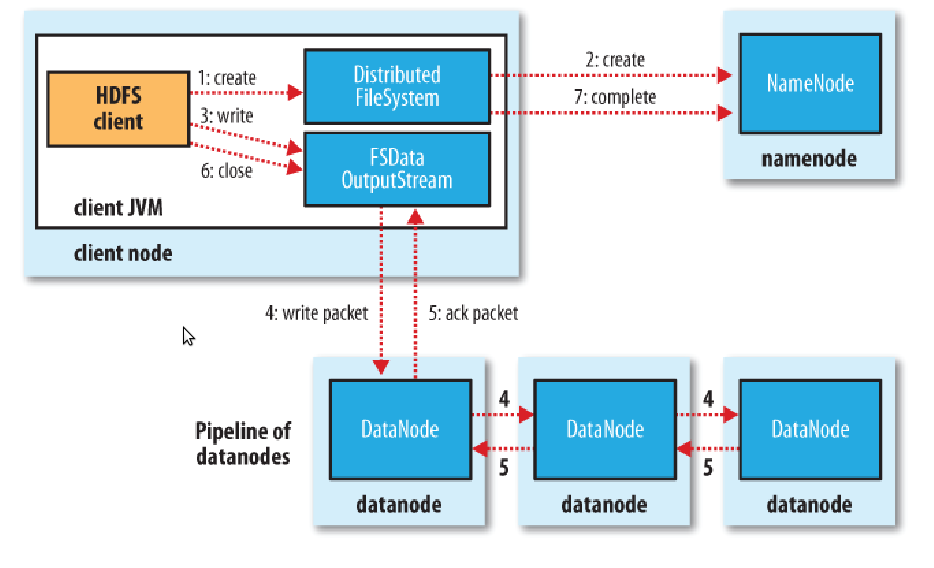 HDFS
client
1: create
3: write
6: close
Distributed
FileSystem
FSData
OutputStream
client JVM
client node
2: create
7: complete
NameNode
namenode
4: write packet
5: ack packet
Pipeline of
datanodes
DataNode
datanode
4
5
DataNode
datanode
4
5
DataNode
datanode